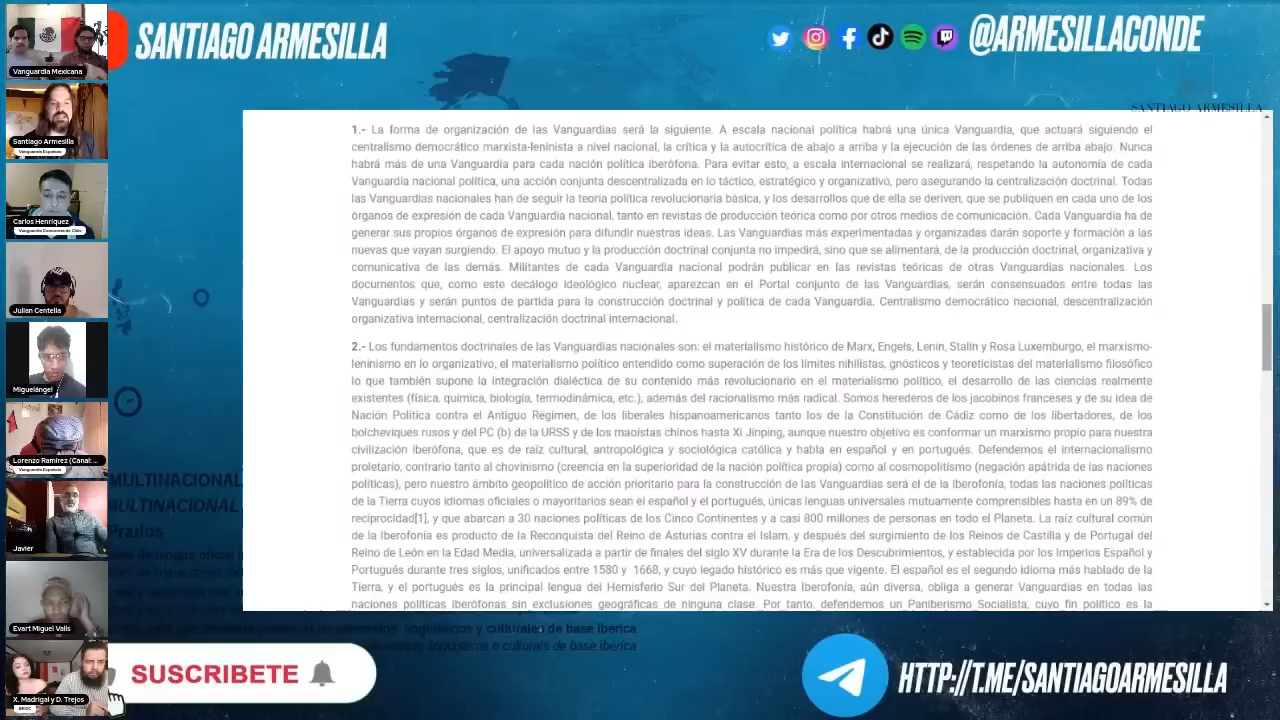 SANTIAGO ARMESILLA
@ARMESILLACONDE
SANTIAGO ARMESILLA
Vanguardia Mexicana
Santiago Armesilla
Vanguardia Española
Carlos Henríquez
Vanguardia Comunista de Chile
Julian Centella
Miguelángel
Lorenzo Ramírez (Canal: ...
Vanguardia Española
Javier
Evart Miguel Valls
X. Madrigal y D. Trejos
1.- La forma de organización de las Vanguardias será la siguiente. A escala nacional política habrá una única Vanguardia, que actuará siguiendo el
centralismo democrático marxista-leninista a nivel nacional, la crítica y la autocrítica de abajo a arriba y la ejecución de las órdenes de arriba abajo. Nunca
habrá más de una Vanguardia para cada nación política iberófona. Para evitar esto, a escala internacional se realizará, respetando la autonomía de cada
Vanguardia nacional política, una acción conjunta descentralizada en lo táctico, estratégico y organizativo, pero asegurando la centralización doctrinal. Todas
las Vanguardias nacionales han de seguir la teoría política revolucionaria básica, y los desarrollos que de ella se deriven, que se publiquen en cada uno de los
órganos de expresión de cada Vanguardia nacional, tanto en revistas de producción teórica como por otros medios de comunicación. Cada Vanguardia ha de
generar sus propios órganos de expresión para difundir nuestras ideas. Las Vanguardias más experimentadas y organizadas darán soporte y formación a las
nuevas que vayan surgiendo. El apoyo mutuo y la producción doctrinal conjunta no impedirá, sino que se alimentará, de la producción doctrinal, organizativa y
comunicativa de las demás. Militantes de cada Vanguardia nacional podrán publicar en las revistas teóricas de otras Vanguardias nacionales. Los
documentos que, como este decálogo ideológico nuclear, aparezcan en el Portal conjunto de las Vanguardias, serán consensuados entre todas las
Vanguardias y serán puntos de partida para la construcción doctrinal y política de cada Vanguardia. Centralismo democrático nacional, descentralización
organizativa internacional, centralización doctrinal internacional.
2.- Los fundamentos doctrinales de las Vanguardias nacionales son: el materialismo histórico de Marx, Engels, Lenin, Stalin y Rosa Luxemburgo, el marxismo-
leninismo en lo organizativo, el materialismo político entendido como superación de los límites nihilistas, gnósticos y teoreticistas del materialismo filosófico
lo que también supone la integración dialéctica de su contenido más revolucionario en el materialismo político, el desarrollo de las ciencias realmente
existentes (física, química, biología, termodinámica, etc.), además del racionalismo más radical. Somos herederos de los jacobinos franceses y de su idea de
Nación Política contra el Antiguo Régimen, de los liberales hispanoamericanos tanto los de la Constitución de Cádiz como de los libertadores, de los
bolcheviques rusos y del PC (b) de la URSS y de los maoístas chinos hasta Xi Jinping, aunque nuestro objetivo es conformar un marxismo propio para nuestra
civilización iberófona, que es de raíz cultural, antropológica y sociológica católica y habla en español y en portugués. Defendemos el internacionalismo
proletario, contrario tanto al chovinismo (creencia en la superioridad de la nación política propia) como al cosmopolitismo (negación apátrida de las naciones
políticas), pero nuestro ámbito geopolítico de acción prioritario para la construcción de las Vanguardias será el de la Iberofonía, todas las naciones políticas
de la Tierra cuyos idiomas oficiales o mayoritarios sean el español y el portugués, únicas lenguas universales mutuamente comprensibles hasta en un 89% de
reciprocidad[1], y que abarcan a 30 naciones políticas de los Cinco Continentes y a casi 800 millones de personas en todo el Planeta. La raíz cultural común
de la Iberofonía es producto de la Reconquista del Reino de Asturias contra el Islam, y después del surgimiento de los Reinos de Castilla y de Portugal del
Reino de León en la Edad Media, universalizada a partir de finales del siglo XV durante la Era de los Descubrimientos, y establecida por los Imperios Español y
Portugués durante tres siglos, unificados entre 1580 y 1668, y cuyo legado histórico es más que vigente. El español es el segundo idioma más hablado de la
Tierra, y el portugués es la principal lengua del Hemisferio Sur del Planeta. Nuestra Iberofonía, aún diversa, obliga a generar Vanguardias en todas las
naciones políticas iberófonas sin exclusiones geográficas de ninguna clase. Por tanto, defendemos un Paniberismo Socialista, cuyo fin político es la
MULTINACIONAL
MULTINACIONAL
Prados
lingüísticos y culturales de base ibérica
linguísticos e culturais de base ibérica
SUSCRIBETE
HTTP://T.ME/SANTIAGOARMESILLA